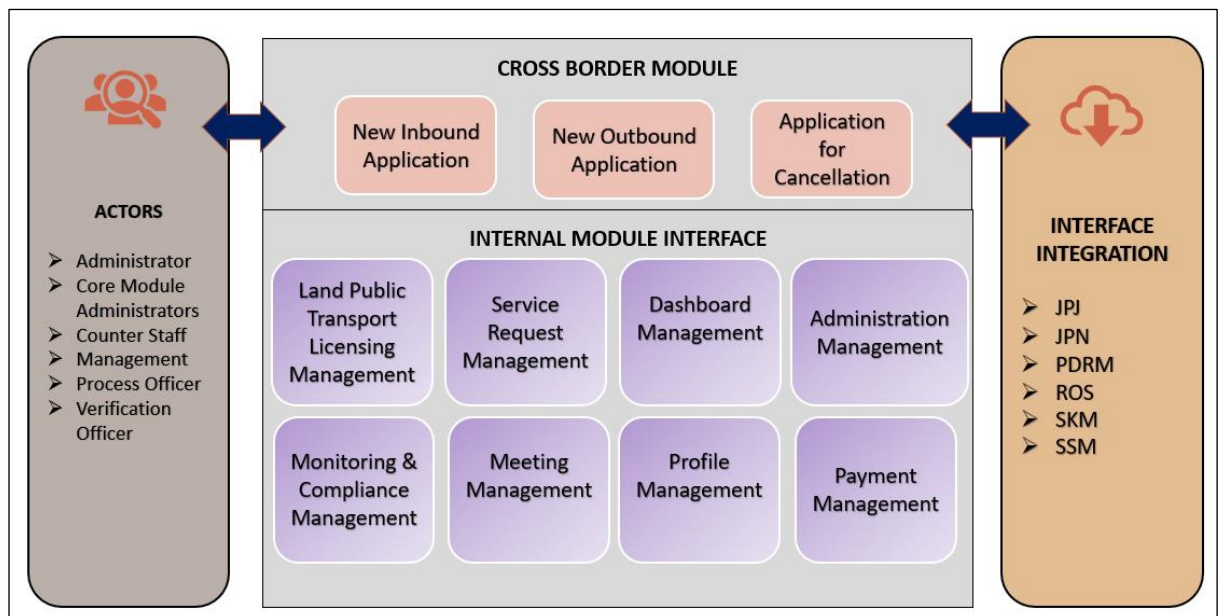 ACTORS
Administrator
Core Module
Administrators
Counter Staff
Management
Process Officer
Verification
Officer
CROSS BORDER MODULE
New Inbound
Application
New Outbound
Application
Application
for
Cancellation
INTERNAL MODULE INTERFACE
Land Public
Transport
Licensing
Management
Service
Request
Management
Dashboard
Management
Administration
Management
Monitoring &
Compliance
Management
Meeting
Management
Profile
Management
Payment
Management
INTERFACE
INTEGRATION
JPJ
JPN
PDRM
ROS
SKM
SSM